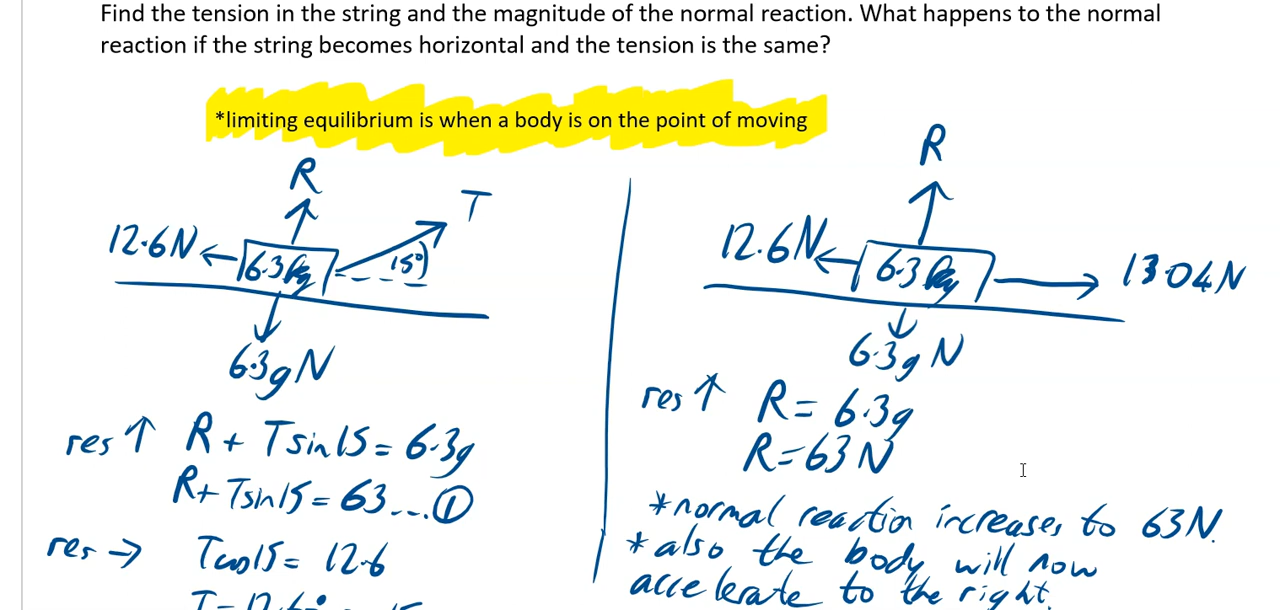 Find the tension in the string and the magnitude of the normal reaction. What happens to the normal
reaction if the string becomes horizontal and the tension is the same?
*limiting equilibrium is when a body is on the point of moving
R
T
12.6N
6.3kg
15°
6.3g N
res ↑ R + Tsin15 = 6.3g
R + Tsin15 = 63 ... ①
res → Tcos15 = 12.6
R
12.6N
6.3kg
13.04N
6.3g N
res ↑ R = 6.3g
R = 63N
*normal reaction increases to 63N.
*also the body will now
accelerate to the right.